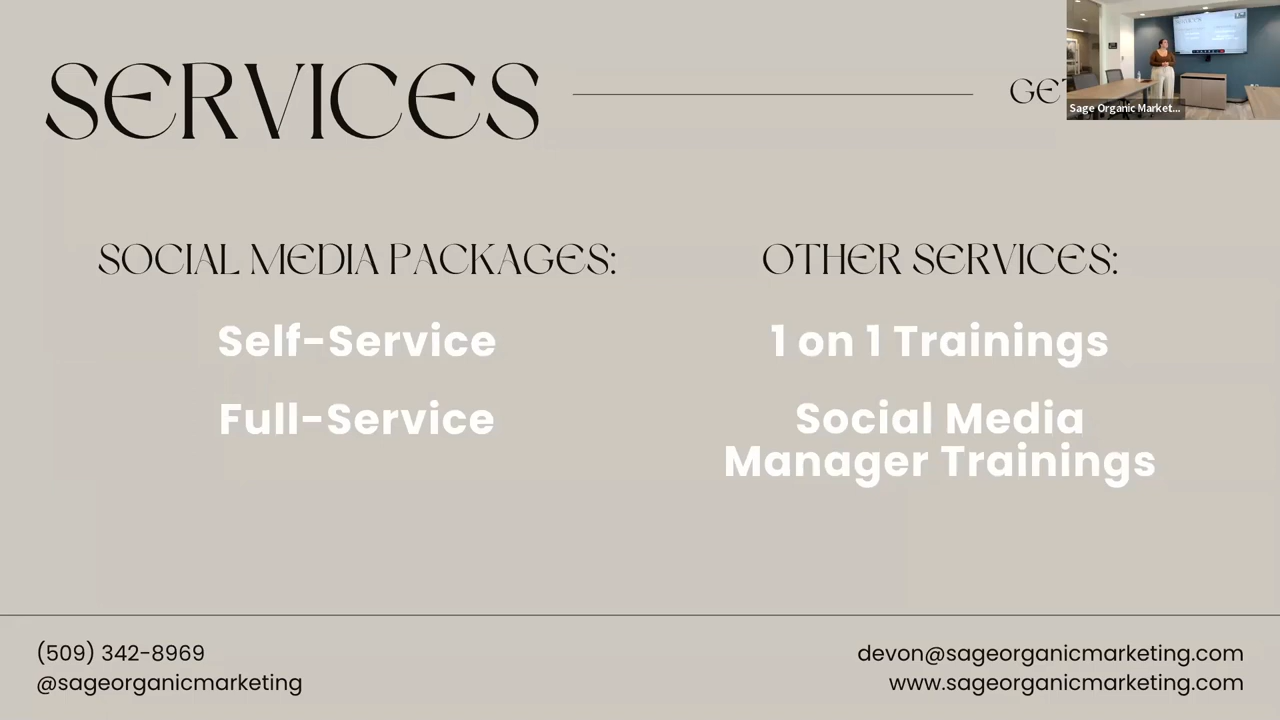 SERVICES
GET
Sage Organic Market...
SOCIAL MEDIA PACKAGES:
Self-Service
Full-Service
OTHER SERVICES:
1 on 1 Trainings
Social Media
Manager Trainings
(509) 342-8969
@sageorganicmarketing
devon@sageorganicmarketing.com
www.sageorganicmarketing.com